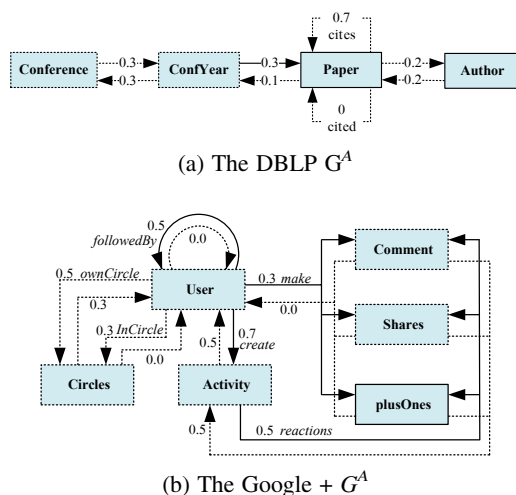 0.7
cites
Conference
0.3
0.3
ConfYear
0.3
0.1
Paper
0.2
0.2
Author
0
cited
(a) The DBLP G^A
0.5
followedBy
0.0
Comment
0.5 ownCircle
User
0.3 make
0.0
0.3
0.3 InCircle
0.0
0.7
create
0.5
Shares
Circles
Activity
plusOnes
0.5
0.5 reactions
(b) The Google + G^A